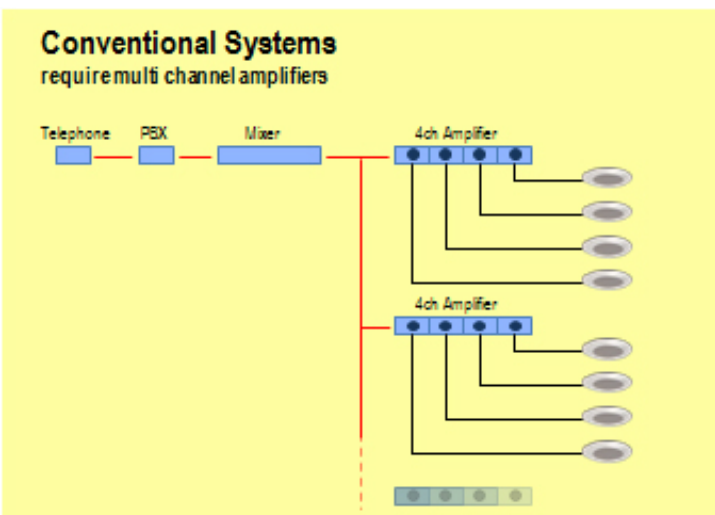 Conventional Systems
require multi channel amplifiers
Telephone PBX Mixer 4ch Amplifier
4ch Amplifier